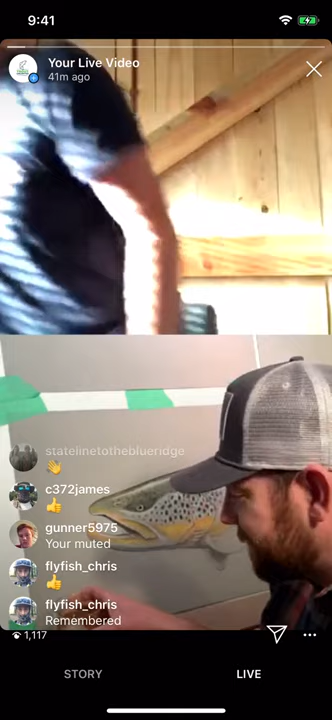 9:41
Your Live Video
41m ago
statelinetotheblueridge
👋
c372james
👍
gunner5975
Your muted
flyfish_chris
👍
flyfish_chris
Remembered
1,117
STORY LIVE